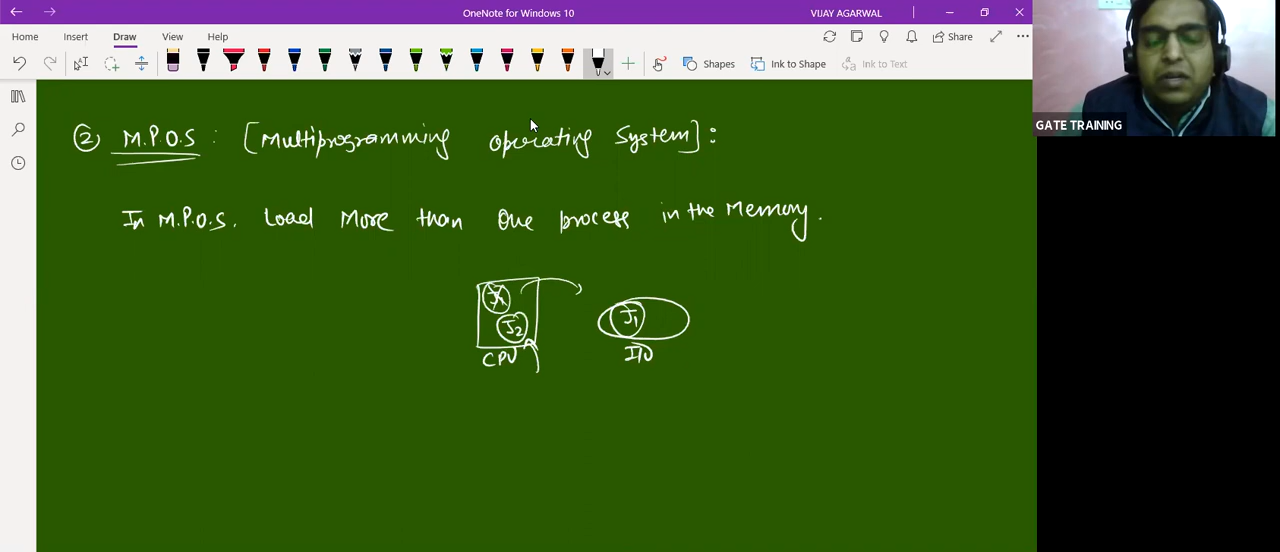 OneNote for Windows 10
VIJAY AGARWAL
Home Insert Draw View Help
Share
Shapes Ink to Shape Ink to Text
GATE TRAINING
② M.P.O.S : [Multiprogramming Operating System] :
In M.P.O.S. Load More than One process in the Memory.
J1
J2
CPU
J1
I/O